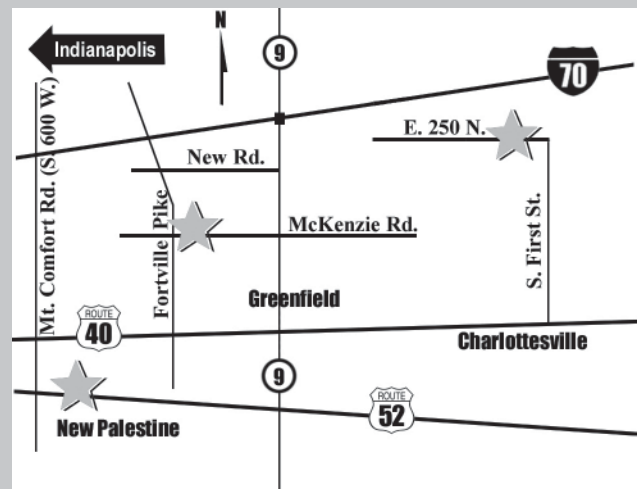 N
Indianapolis
9
70
E. 250 N.
New Rd.
Mt. Comfort Rd. (S. 600 W.)
Fortville Pike
McKenzie Rd.
S. First St.
Greenfield
ROUTE
40
Charlottesville
9
ROUTE
52
New Palestine